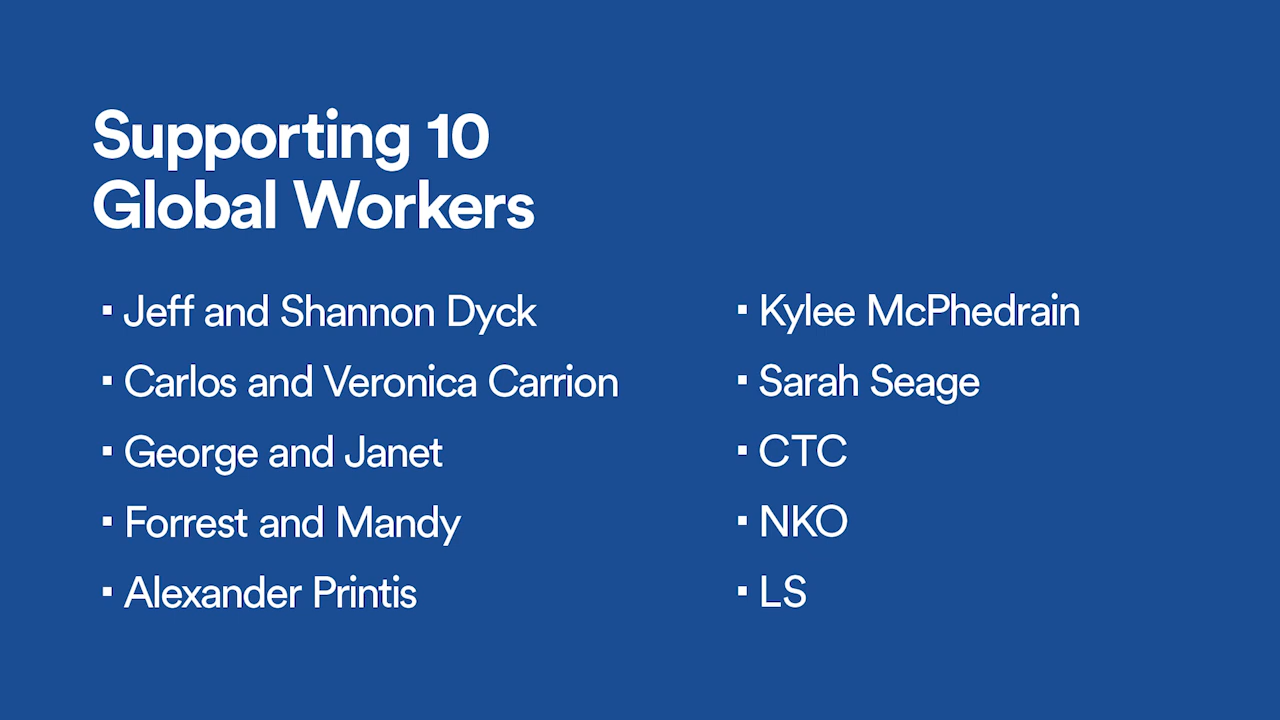 Supporting 10
Global Workers
▪ Jeff and Shannon Dyck
▪ Carlos and Veronica Carrion
▪ George and Janet
▪ Forrest and Mandy
▪ Alexander Printis
▪ Kylee McPhedrain
▪ Sarah Seage
▪ CTC
▪ NKO
▪ LS